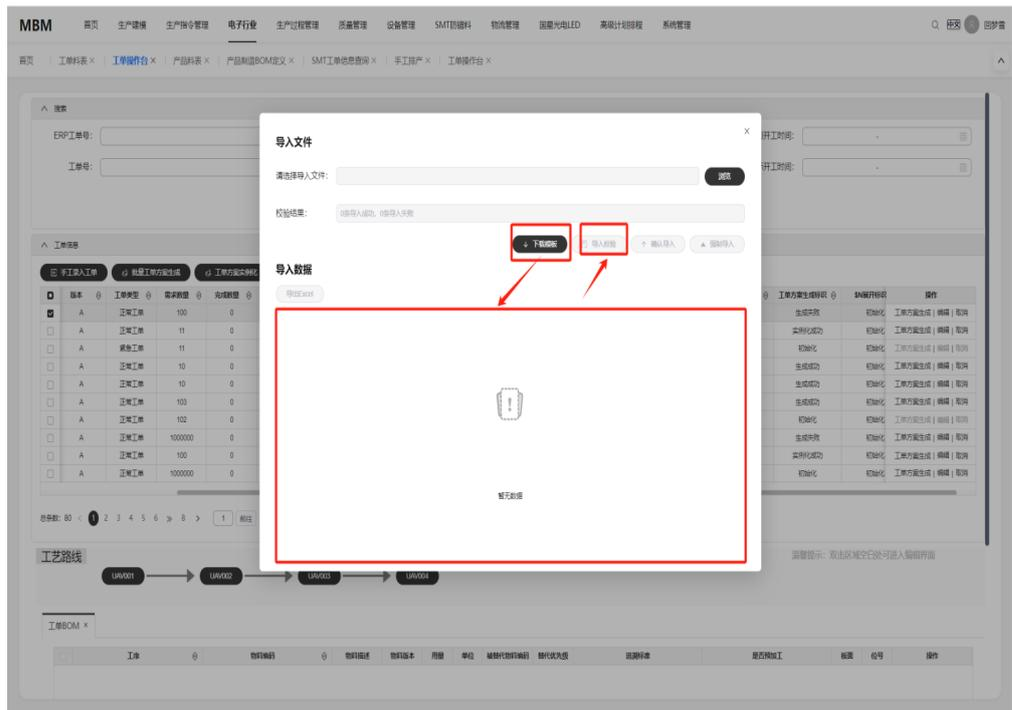 MBM 首页 生产建模 生产指令管理 电子行业 生产过程管理 质量管理 设备管理 SMT防错料 物流管理 国星光电LED 高级计划排程 系统管理 中文 回梦雪
首页 工单料表 × 工单操作台 × 产品料表 × 产品制造BOM定义 × SMT工单信息查询 × 手工排产 × 工单操作台 ×
搜索
ERP工单号: 开工时间: -
工单号: 开工时间: -
导入文件 x
请选择导入文件: 浏览
校验结果: 0条导入成功, 0条导入失败
下载模板 导入校验 确认导入 强制导入
工单信息
导入数据
手工录入工单 批量工单方案生成 工单方案实例化
导出Excel
版本 工单类型 需求数量 完成数量 工单方案生成标识 SN展开标识 操作
A 正常工单 100 0 生成失败 初始化 工单方案生成 | 编辑 | 取消
A 正常工单 11 0 实例化成功 初始化 工单方案生成 | 编辑 | 取消
A 紧急工单 11 0 初始化 初始化 工单方案生成 | 编辑 | 取消
A 正常工单 10 0 生成成功 初始化 工单方案生成 | 编辑 | 取消
A 正常工单 10 0 生成成功 初始化 工单方案生成 | 编辑 | 取消
A 正常工单 103 0 生成成功 初始化 工单方案生成 | 编辑 | 取消
A 正常工单 102 0 初始化 初始化 工单方案生成 | 编辑 | 取消
A 正常工单 1000000 0 生成失败 初始化 工单方案生成 | 编辑 | 取消
A 正常工单 100 0 实例化成功 初始化 工单方案生成 | 编辑 | 取消
A 正常工单 1000000 0 初始化 初始化 工单方案生成 | 编辑 | 取消
暂无数据
总条数: 80 < 1 2 3 4 5 6 » 8 > 1 前往
工艺路线 温馨提示: 双击区域空白处可进入编辑界面
UAV001 UAV002 UAV003 UAV004
工单BOM ×
工序 物料编码 物料描述 物料版本 用量 单位 被替代物料编码 替代优先级 追溯标准 是否预加工 板面 位号 操作